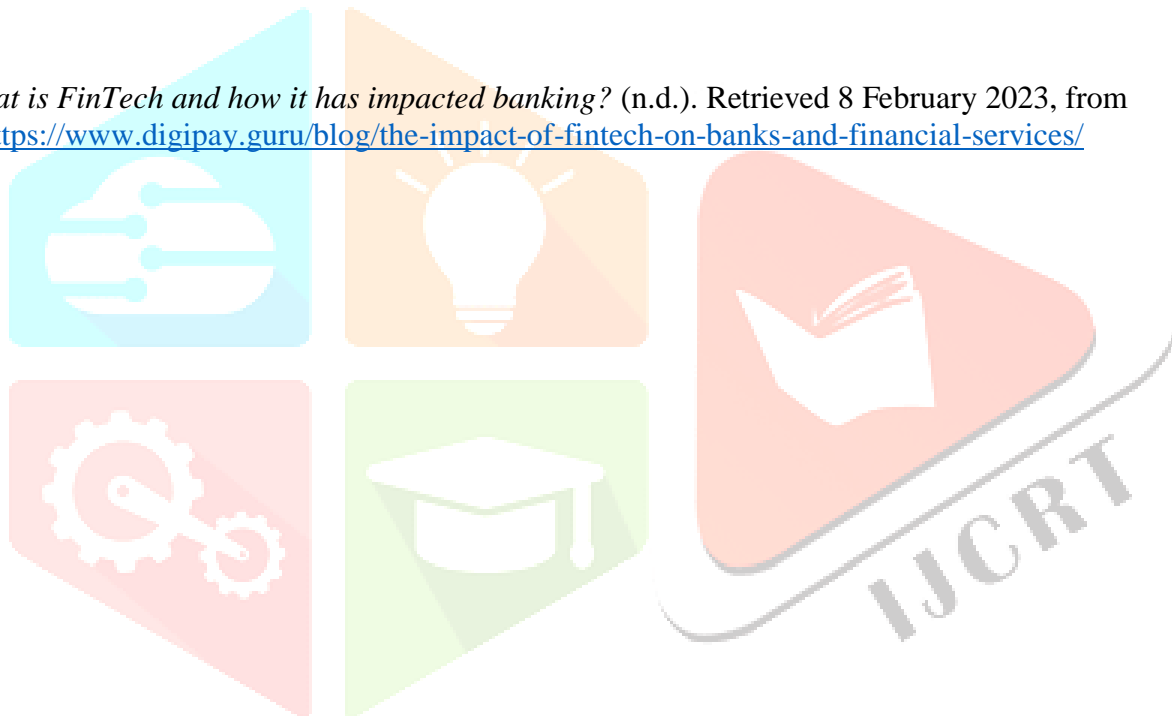 at is FinTech and how it has impacted banking? (n.d.). Retrieved 8 February 2023, from
ttps://www.digipay.guru/blog/the-impact-of-fintech-on-banks-and-financial-services/
IJCRT